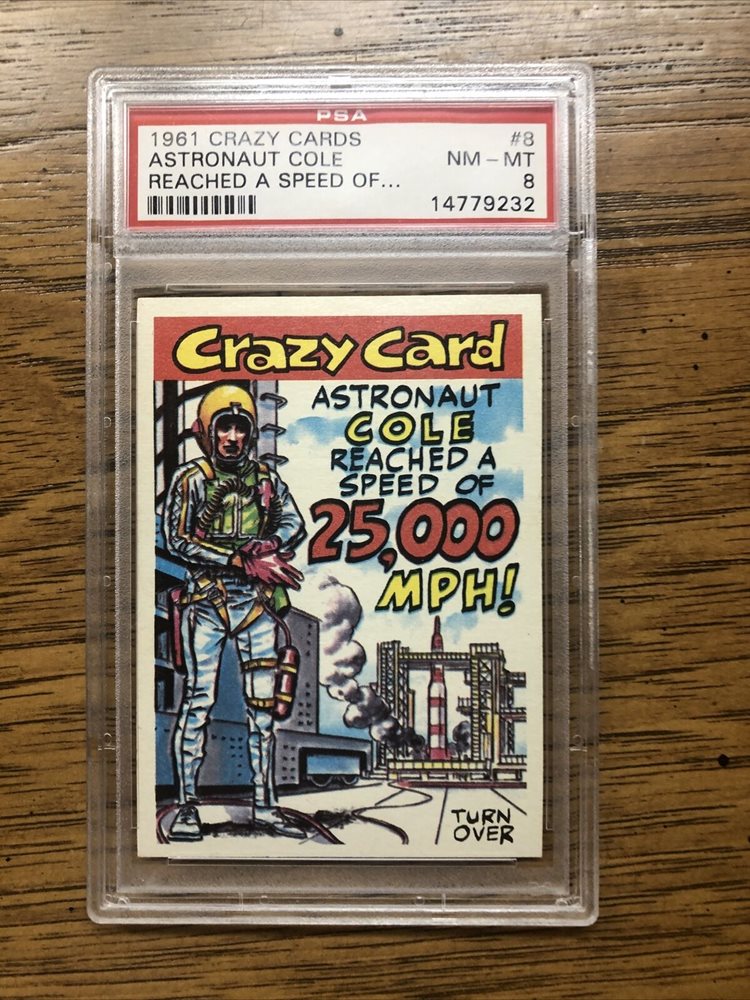 PSA
1961 CRAZY CARDS #8
ASTRONAUT COLE NM - MT
REACHED A SPEED OF... 8
14779232
Crazy Card
ASTRONAUT
COLE
REACHED A
SPEED OF
25,000
MPH!
TURN
OVER